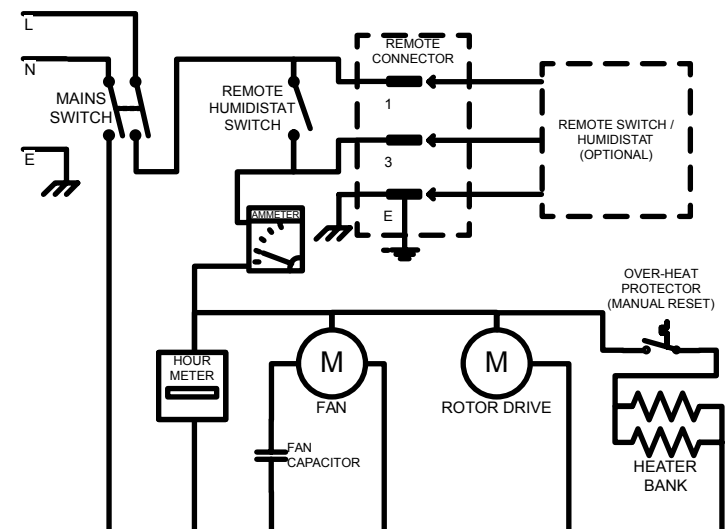 L
N
E
MAINS
SWITCH
REMOTE
HUMIDISTAT
SWITCH
REMOTE
CONNECTOR
1
3
E
REMOTE SWITCH /
HUMIDISTAT
(OPTIONAL)
AMMETER
OVER-HEAT
PROTECTOR
(MANUAL RESET)
HOUR
METER
M
FAN
M
ROTOR DRIVE
FAN
CAPACITOR
HEATER
BANK